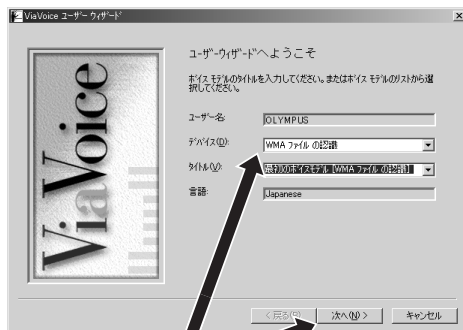 ViaVoice ユーザー ウィザード
ViaVoice
ユーザーウィザードへようこそ
ボイス モデルのタイトルを入力してください。またはボイス モデルのリストから選
択してください。
ユーザー名:
OLYMPUS
デバイス(D):
WMA ファイル の認識
タイトル(V):
最初のボイスモデル [WMA ファイル の認識]
言語:
Japanese
< 戻る(B)
次へ(N) >
キャンセル